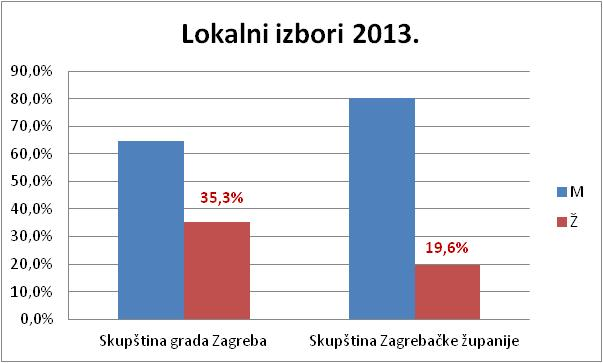 Lokalni izbori 2013.
90,0%
80,0%
70,0%
60,0%
50,0%
40,0%
30,0%
20,0%
10,0%
0,0%
35,3%
19,6%
M
Ž
Skupština grada Zagreba
Skupština Zagrebačke županije